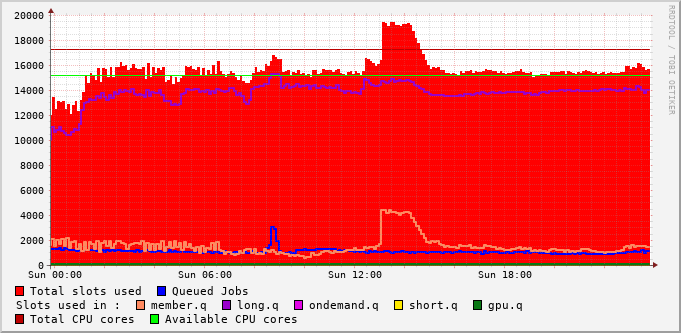 20000
18000
16000
14000
12000
10000
8000
6000
4000
2000
0
Sun 00:00 Sun 06:00 Sun 12:00 Sun 18:00
Total slots used Queued Jobs
Slots used in : member.q long.q ondemand.q short.q gpu.q
Total CPU cores Available CPU cores
RRDTOOL / TOBI OETIKER